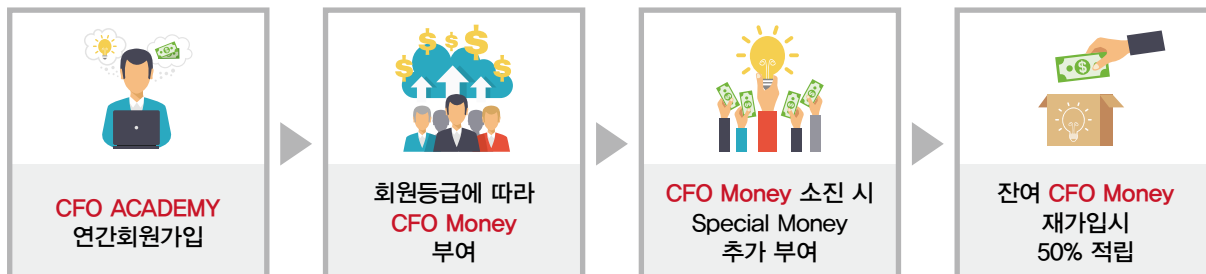 CFO ACADEMY
연간회원가입
회원등급에 따라
CFO Money
부여
CFO Money 소진 시
Special Money
추가 부여
잔여 CFO Money
재가입시
50% 적립